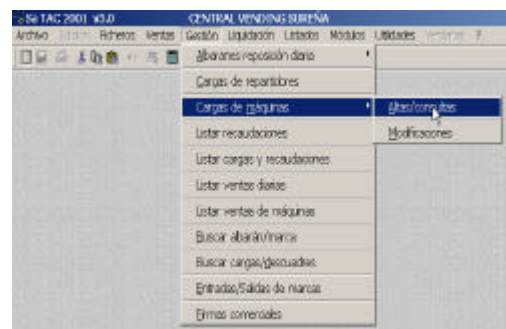 SeTAC 2001 v3.0 CENTRAL VENDING SUREÑA
Archivo Ficheros Ventas Gestión Liquidación Listados Módulos Utilidades Ventanas ?
Albaranes reposición diario
Cargas de repartidores
Cargas de máquinas
Altas/consultas
Listar recaudaciones
Modificaciones
Listar cargas y recaudaciones
Listar ventas diarias
Listar ventas de máquinas
Buscar albarán/marca
Buscar cargas/descuadres
Entradas/Salidas de marcas
Firmas comerciales